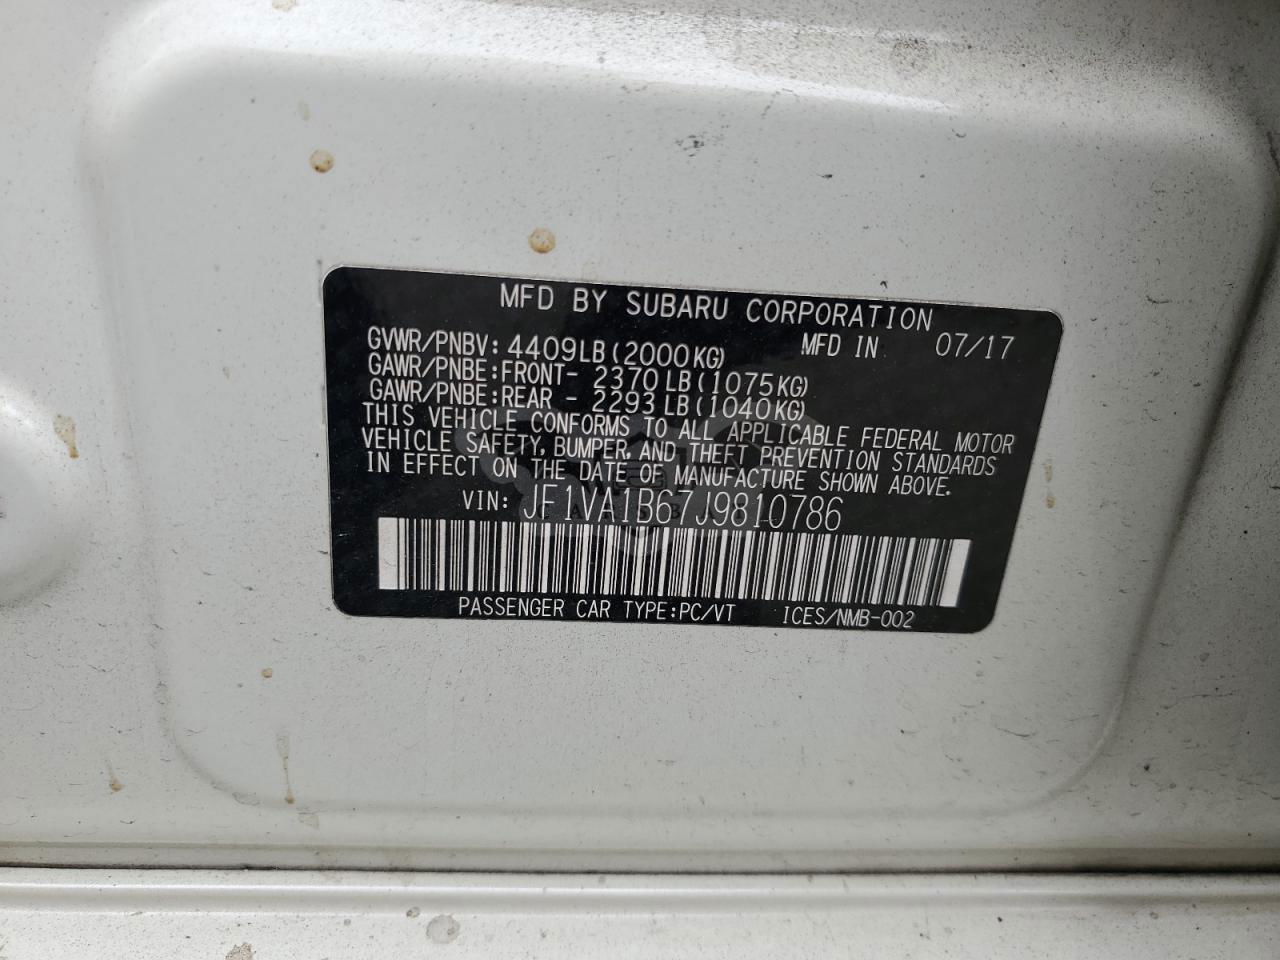 MFD BY SUBARU CORPORATION
GVWR/PNBV: 4409LB (2000KG) MFD IN 07/17
GAWR/PNBE:FRONT- 2370 LB (1075KG)
GAWR/PNBE:REAR - 2293 LB (1040KG)
THIS VEHICLE CONFORMS TO ALL APPLICABLE FEDERAL MOTOR
VEHICLE SAFETY, BUMPER, AND THEFT PREVENTION STANDARDS
IN EFFECT ON THE DATE OF MANUFACTURE SHOWN ABOVE.
VIN: JF1VA1B67J9810786
PASSENGER CAR TYPE:PC/VT ICES/NMB-002